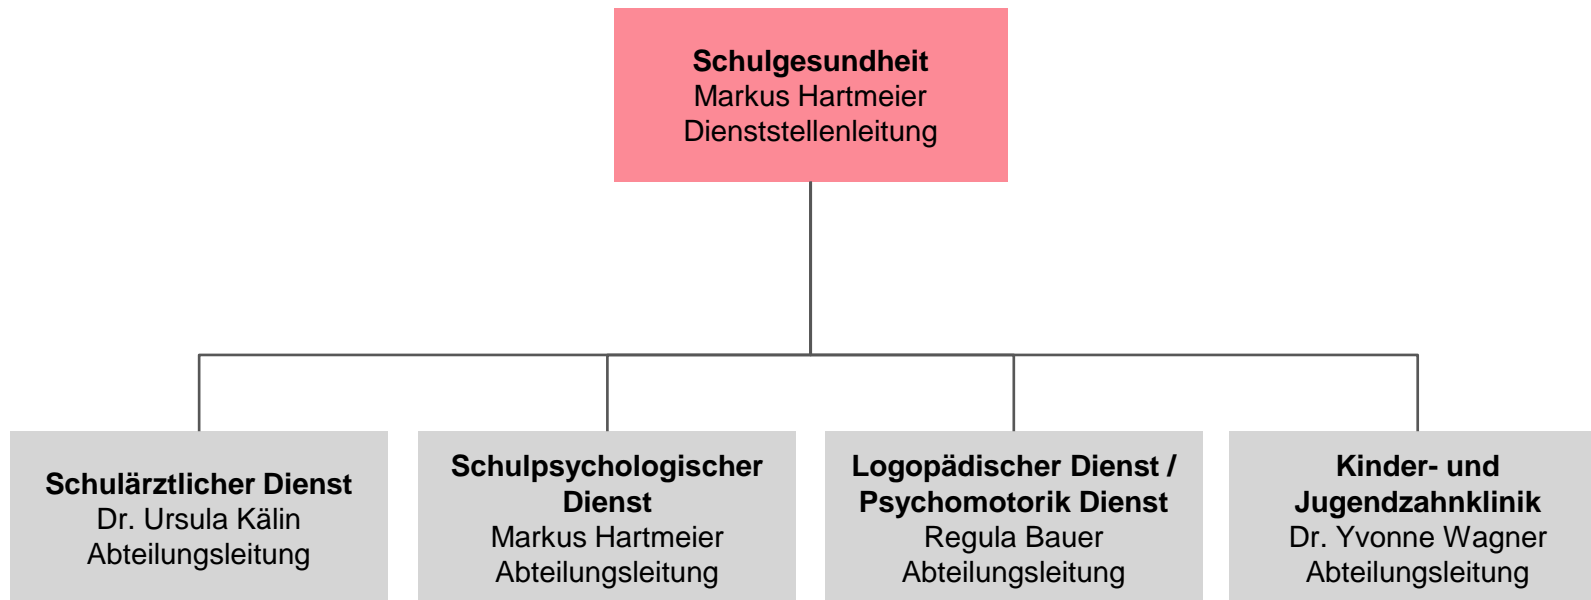 Schulgesundheit
Markus Hartmeier
Dienststellenleitung
Schulärztlicher Dienst
Dr. Ursula Kälin
Abteilungsleitung
Schulpsychologischer
Dienst
Markus Hartmeier
Abteilungsleitung
Logopädischer Dienst /
Psychomotorik Dienst
Regula Bauer
Abteilungsleitung
Kinder- und
Jugendzahnklinik
Dr. Yvonne Wagner
Abteilungsleitung